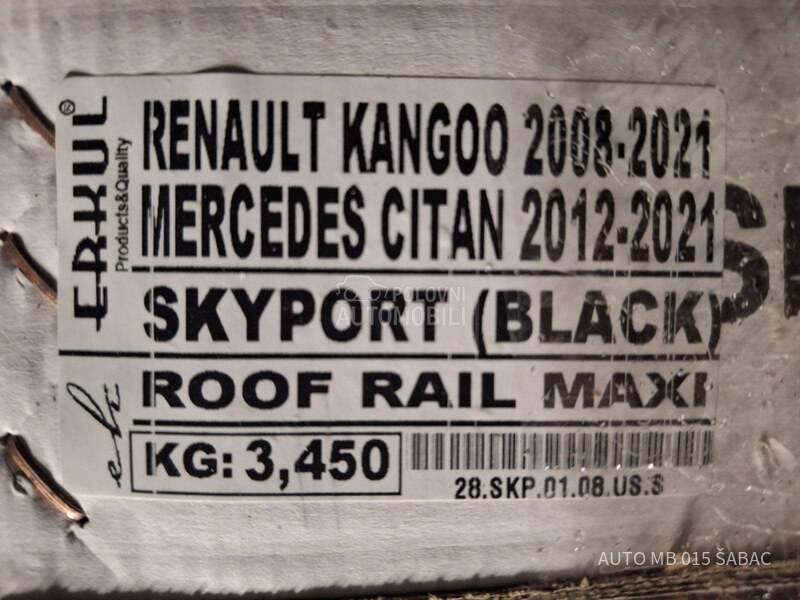 ERKUL®
Products&Quality
RENAULT KANGOO 2008-2021
MERCEDES CITAN 2012-2021
SKYPORT (BLACK)
POLOVNI
AUTOMOBILI
elc
ROOF RAIL MAXI
KG: 3,450
28.SKP.01.08.US.S
AUTO MB 015 ŠABAC